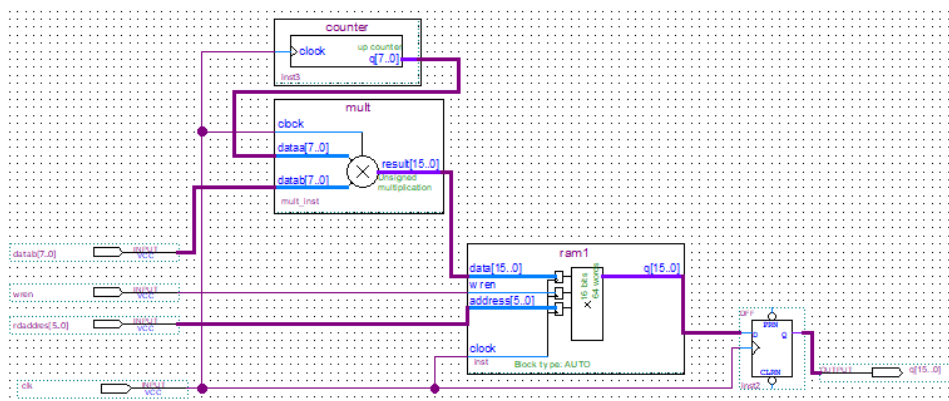 counter
up counter
clock
q[7..0]
inst3
mult
clock
dataa[7..0]
result[15..0]
datab[7..0]
Unsigned
multiplication
mult_inst
datab[7..0]
INPUT
VCC
wren
INPUT
VCC
rdaddres[5..0]
INPUT
VCC
clk
INPUT
VCC
ram1
data[15..0]
q[15..0]
wren
address[5..0]
16 bits
64 words
clock
inst
Block type: AUTO
DFF
PRN
D
Q
CLRN
inst2
OUTPUT
q[15..0]